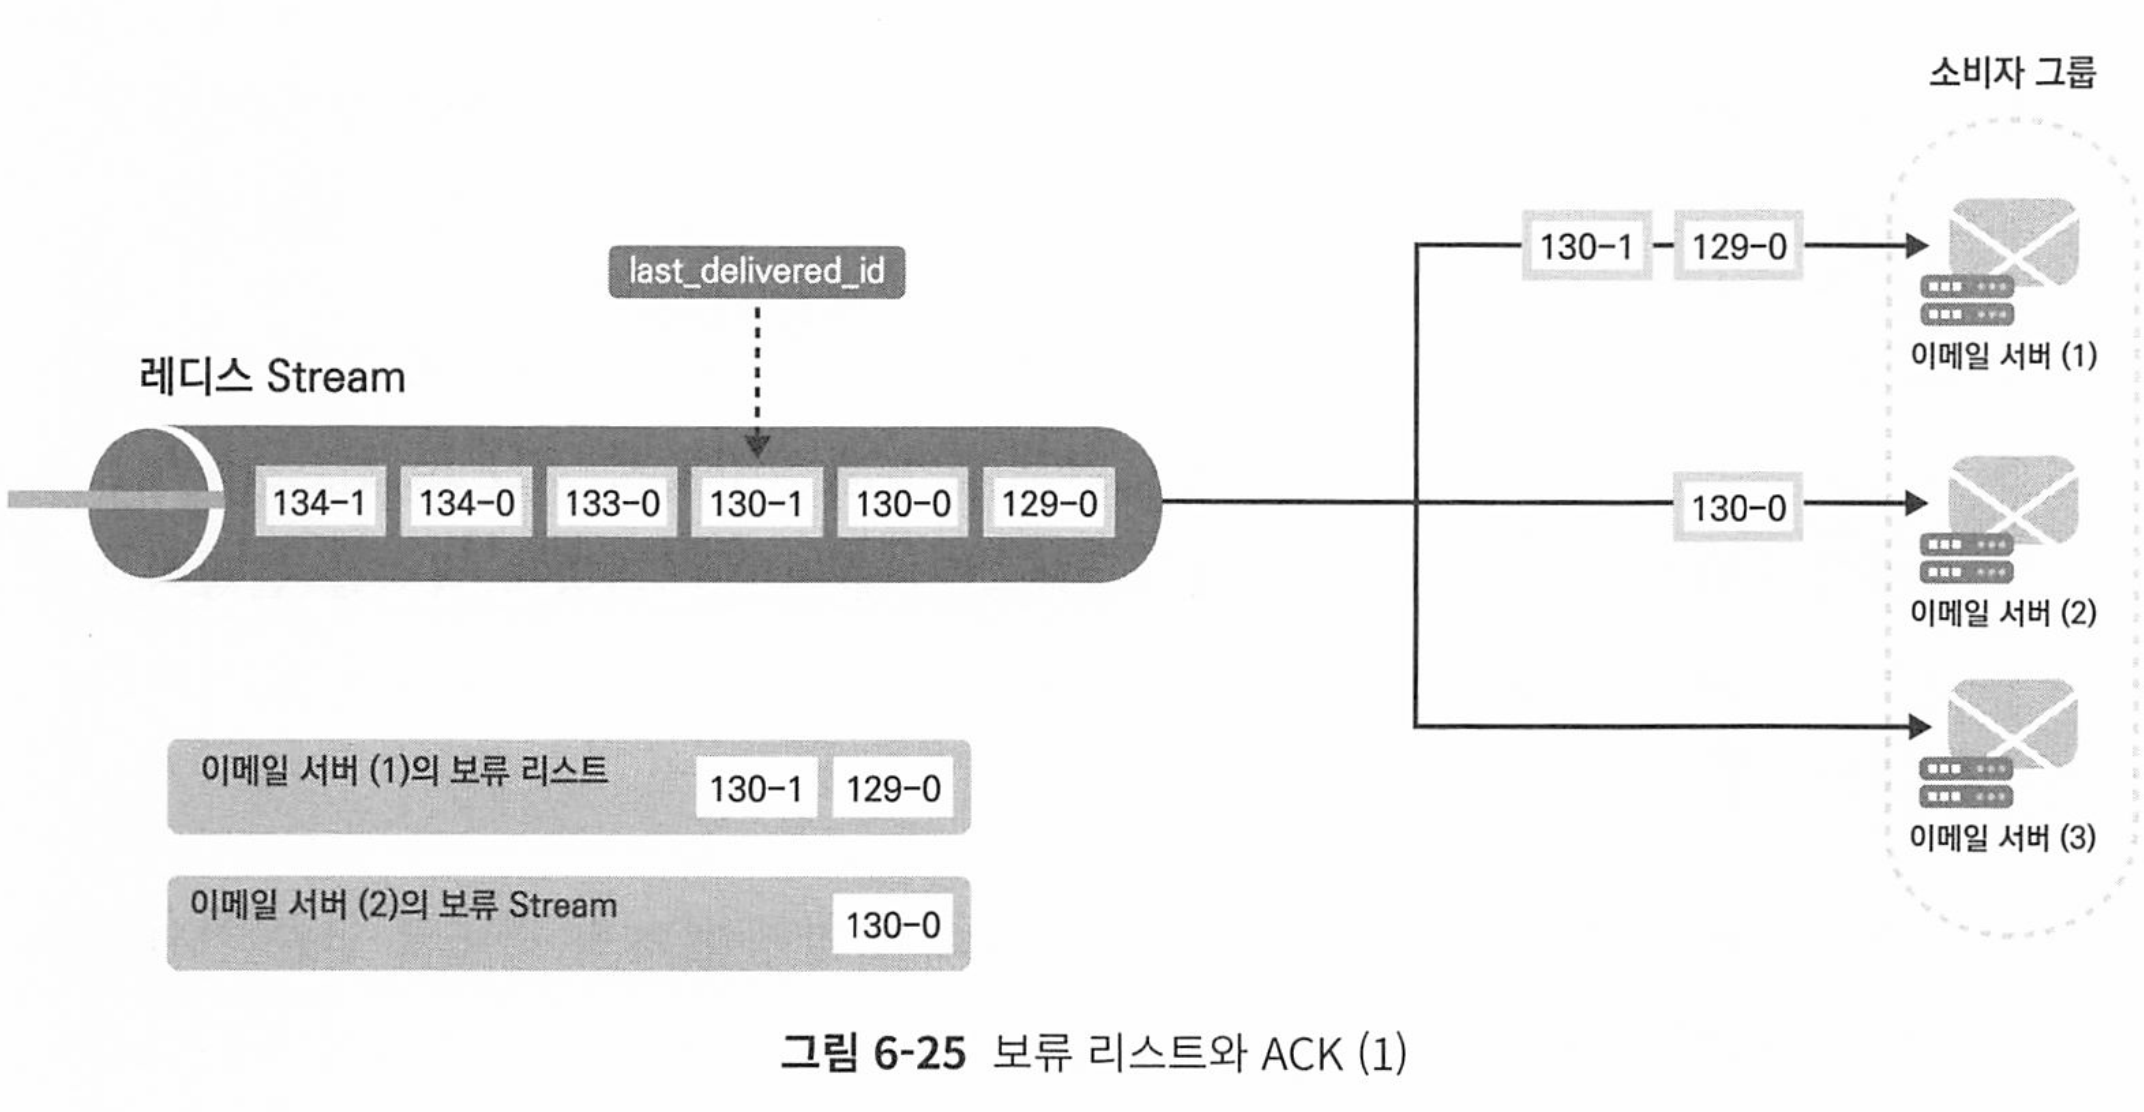 소비자 그룹
130-1
129-0
last_delivered_id
이메일 서버 (1)
레디스 Stream
134-1
134-0
133-0
130-1
130-0
129-0
130-0
이메일 서버 (2)
이메일 서버 (1)의 보류 리스트
130-1
129-0
이메일 서버 (3)
이메일 서버 (2)의 보류 Stream
130-0
그림 6-25 보류 리스트와 ACK (1)